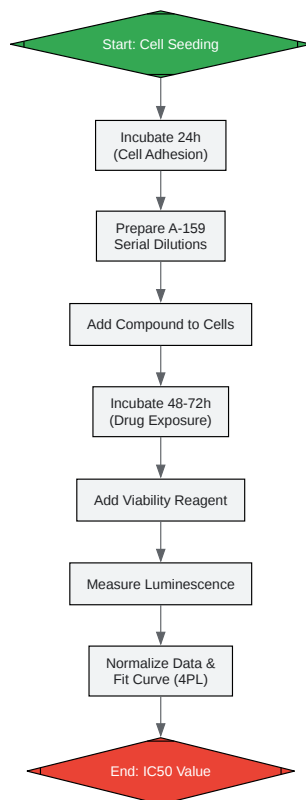 Start: Cell Seeding
Incubate 24h
(Cell Adhesion)
Prepare A-159
Serial Dilutions
Add Compound to Cells
Incubate 48-72h
(Drug Exposure)
Add Viability Reagent
Measure Luminescence
Normalize Data &
Fit Curve (4PL)
End: IC50 Value